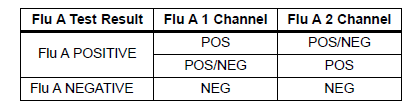 Flu A Test Result Flu A 1 Channel Flu A 2 Channel
Flu A POSITIVE POS POS/NEG
POS/NEG POS
Flu A NEGATIVE NEG NEG